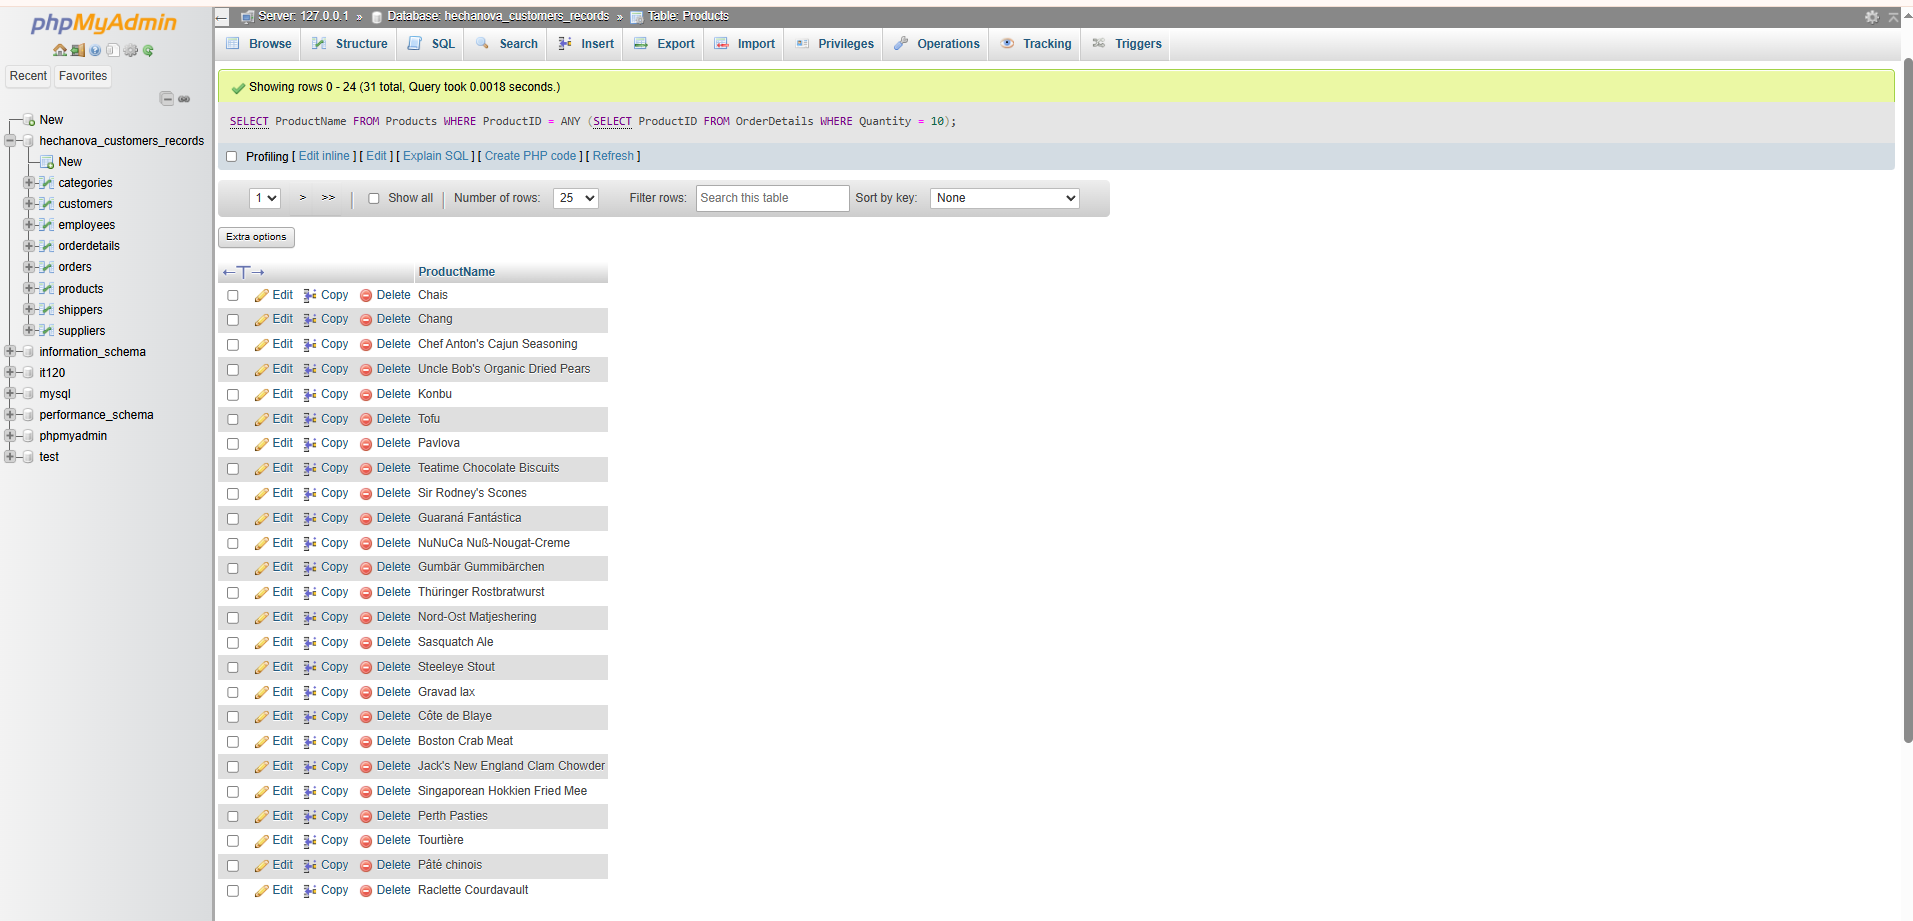 phpMyAdmin
Recent Favorites
New
hechanova_customers_records
New
categories
customers
employees
orderdetails
orders
products
shippers
suppliers
information_schema
it120
mysql
performance_schema
phpmyadmin
test
Server: 127.0.0.1 » Database: hechanova_customers_records » Table: Products
Browse Structure SQL Search Insert Export Import Privileges Operations Tracking Triggers
Showing rows 0 - 24 (31 total, Query took 0.0018 seconds.)
SELECT ProductName FROM Products WHERE ProductID = ANY (SELECT ProductID FROM OrderDetails WHERE Quantity = 10);
Profiling [ Edit inline ] [ Edit ] [ Explain SQL ] [ Create PHP code ] [ Refresh ]
1 > >> | Show all | Number of rows: 25 Filter rows: Search this table Sort by key: None
Extra options
←T→ ProductName
Edit Copy Delete Chais
Edit Copy Delete Chang
Edit Copy Delete Chef Anton's Cajun Seasoning
Edit Copy Delete Uncle Bob's Organic Dried Pears
Edit Copy Delete Konbu
Edit Copy Delete Tofu
Edit Copy Delete Pavlova
Edit Copy Delete Teatime Chocolate Biscuits
Edit Copy Delete Sir Rodney's Scones
Edit Copy Delete Guaraná Fantástica
Edit Copy Delete NuNuCa Nuß-Nougat-Creme
Edit Copy Delete Gumbär Gummibärchen
Edit Copy Delete Thüringer Rostbratwurst
Edit Copy Delete Nord-Ost Matjeshering
Edit Copy Delete Sasquatch Ale
Edit Copy Delete Steeleye Stout
Edit Copy Delete Gravad lax
Edit Copy Delete Côte de Blaye
Edit Copy Delete Boston Crab Meat
Edit Copy Delete Jack's New England Clam Chowder
Edit Copy Delete Singaporean Hokkien Fried Mee
Edit Copy Delete Perth Pasties
Edit Copy Delete Tourtière
Edit Copy Delete Pâté chinois
Edit Copy Delete Raclette Courdavault